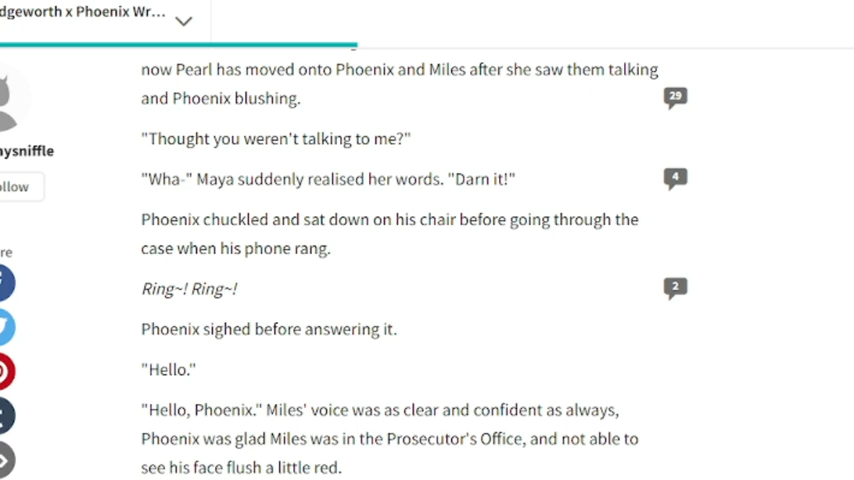 dgeworth x Phoenix Wr...
now Pearl has moved onto Phoenix and Miles after she saw them talking
and Phoenix blushing.
29
"Thought you weren't talking to me?"
aysniffle
"Wha-" Maya suddenly realised her words. "Darn it!"
4
ollow
Phoenix chuckled and sat down on his chair before going through the
case when his phone rang.
re
Ring~! Ring~!
2
Phoenix sighed before answering it.
"Hello."
"Hello, Phoenix." Miles' voice was as clear and confident as always,
Phoenix was glad Miles was in the Prosecutor's Office, and not able to
see his face flush a little red.